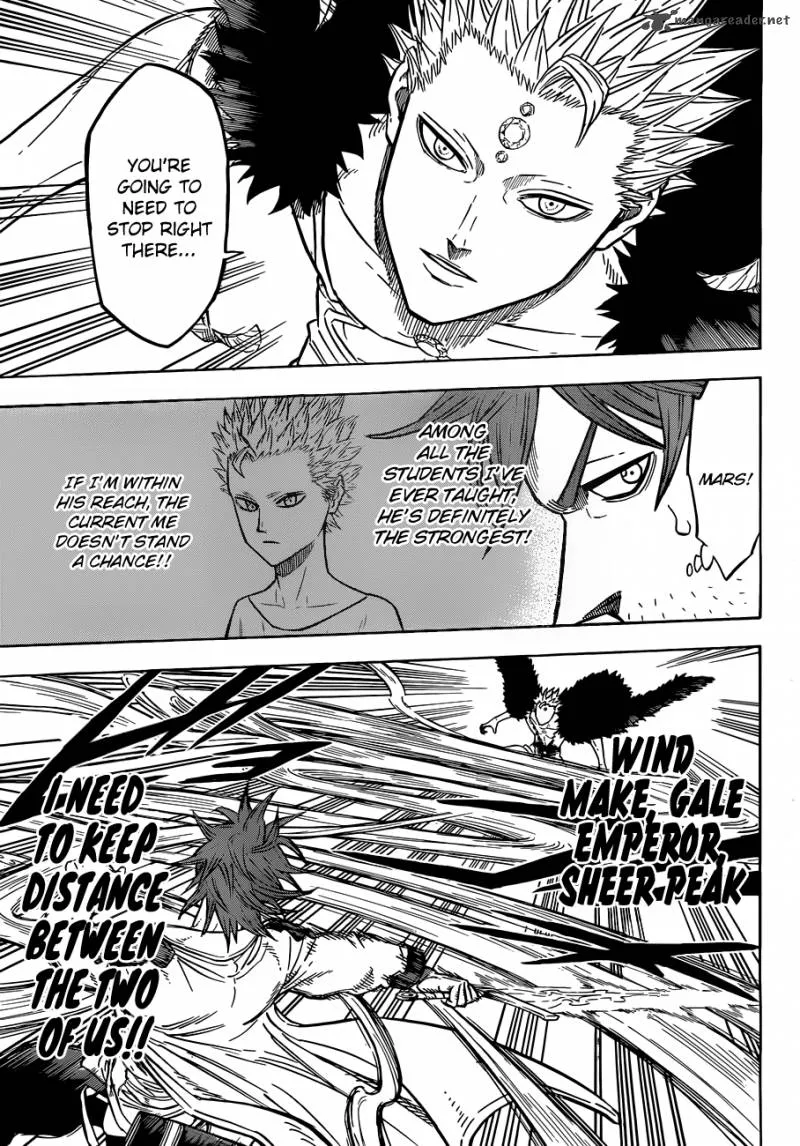 mangareader.net
YOU'RE
GOING TO
NEED TO
STOP RIGHT
THERE...
MARS!
AMONG
ALL THE
STUDENTS I'VE
EVER TAUGHT,
HE'S DEFINITELY
THE STRONGEST!
IF I'M WITHIN
HIS REACH, THE
CURRENT ME
DOESN'T STAND
A CHANCE!!
WIND
MAKE, GALE
EMPEROR,
SHEER PEAK
I NEED
TO KEEP
DISTANCE
BETWEEN
THE TWO
OF US!!